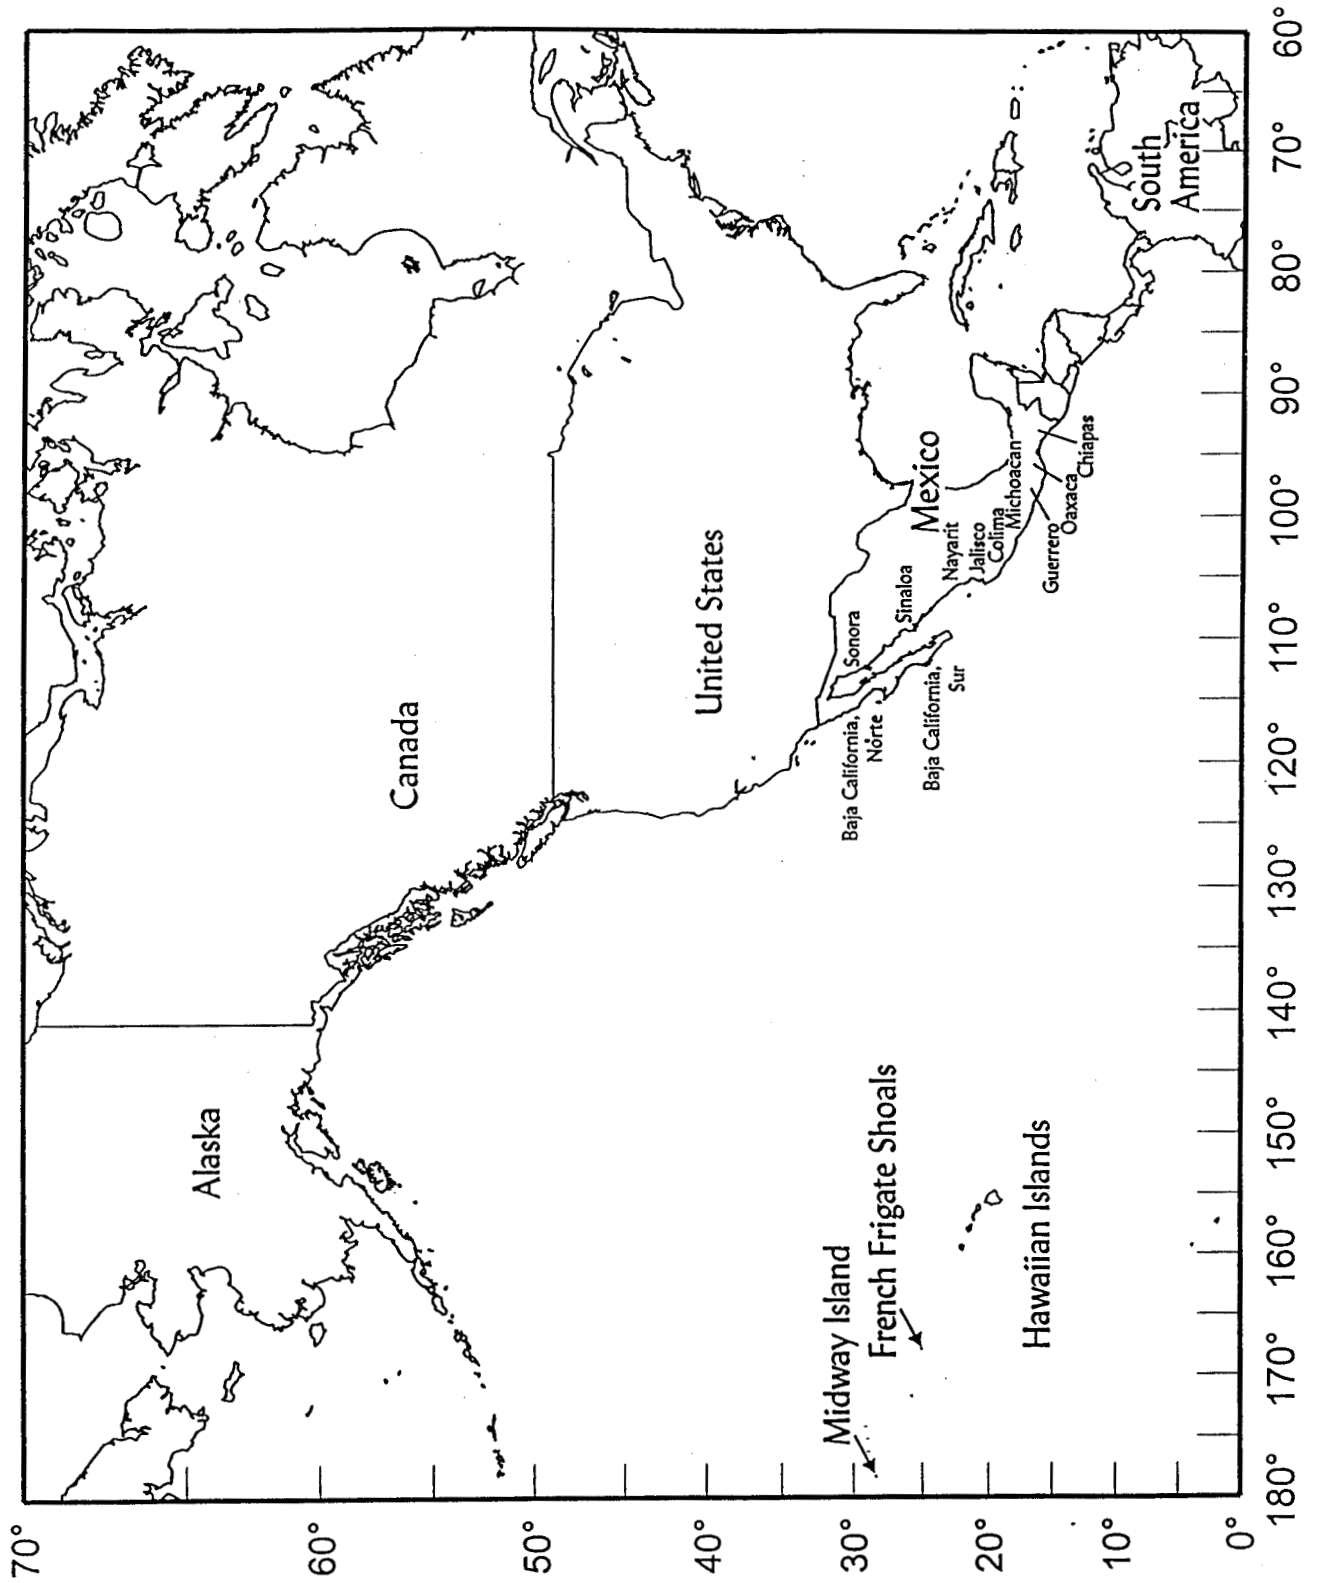 70°
60°
50°
40°
30°
20°
10°
0°
180°
170°
160°
150°
140°
130°
120°
110°
100°
90°
80°
70°
60°
Alaska
Canada
United States
Mexico
South
America
Baja California,
Norte
Baja California,
Sur
Sonora
Sinaloa
Nayarit
Jalisco
Colima
Michoacan
Guerrero
Oaxaca
Chiapas
Midway Island
French Frigate Shoals
Hawaiian Islands